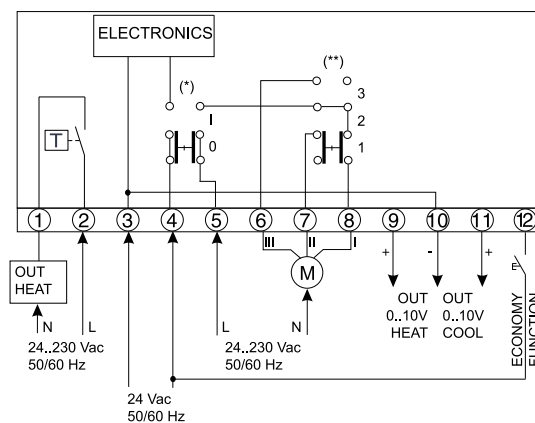 ELECTRONICS
(*)
(**)
3
I
2
T
0
1
1 2 3 4 5 6 7 8 9 10 11 12
III II I
OUT
HEAT
M
+ - +
N L
L N
24..230 Vac
50/60 Hz
24..230 Vac
50/60 Hz
OUT
0..10V
HEAT
OUT
0..10V
COOL
ECONOMY
FUNCTION
24 Vac
50/60 Hz